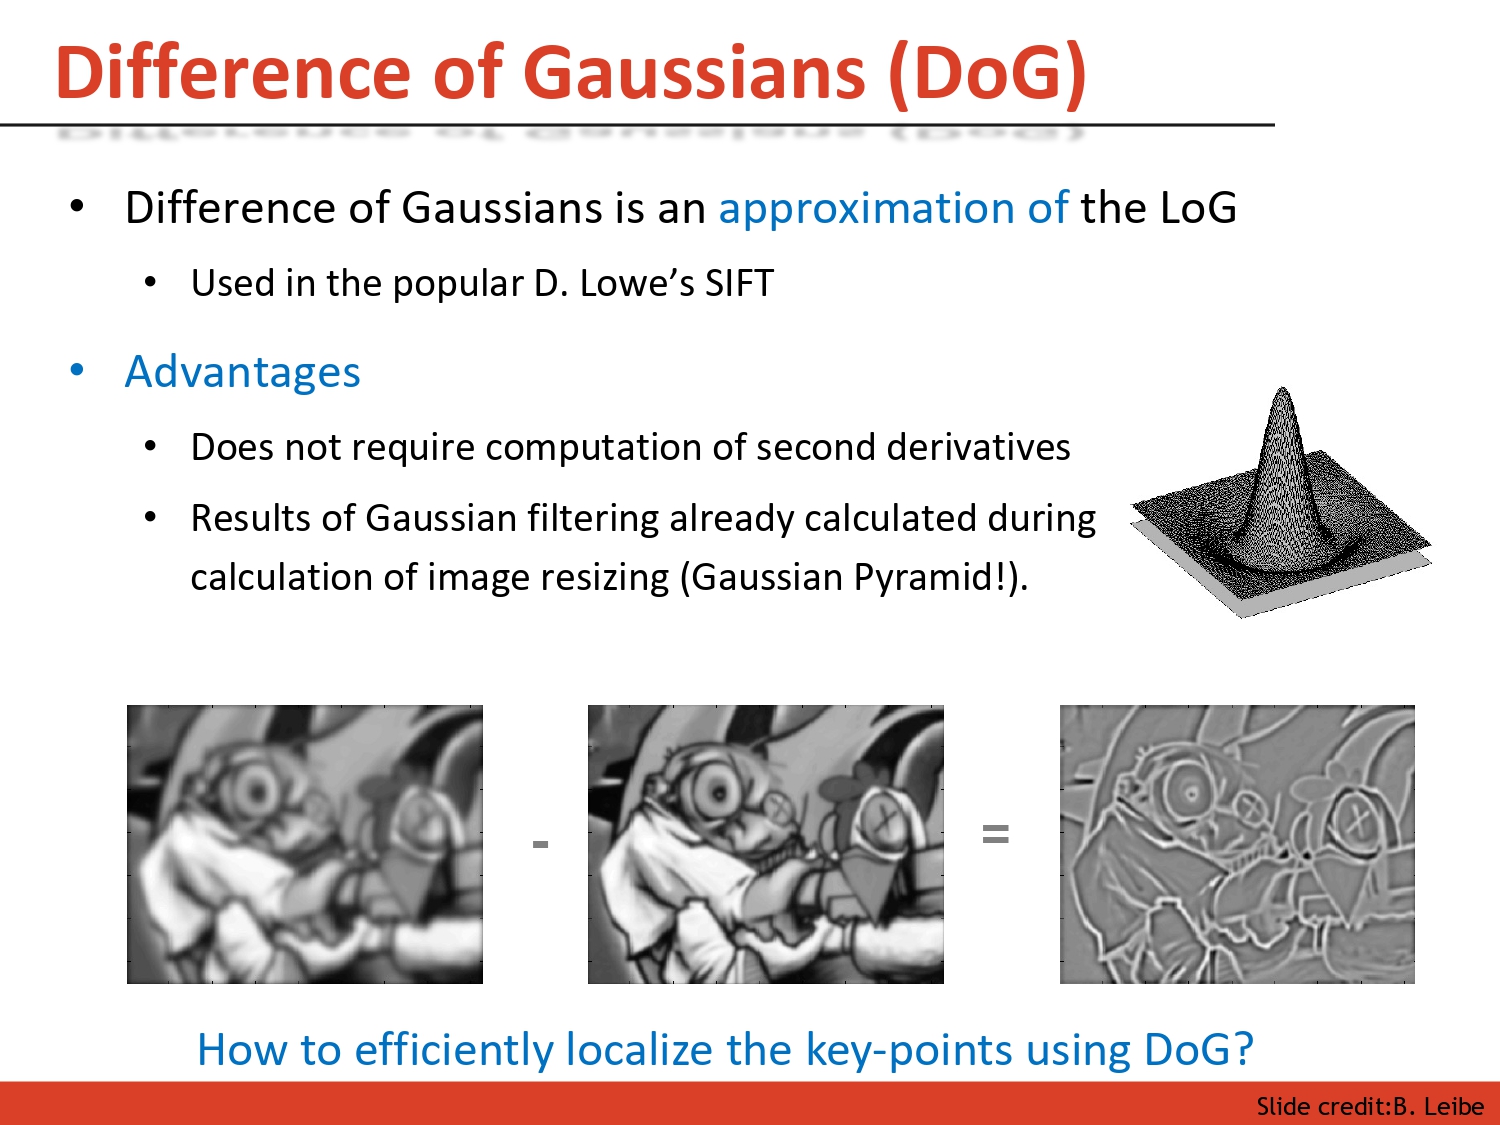 Difference of Gaussians (DoG)
• Difference of Gaussians is an approximation of the LoG
• Used in the popular D. Lowe’s SIFT
• Advantages
• Does not require computation of second derivatives
• Results of Gaussian filtering already calculated during
calculation of image resizing (Gaussian Pyramid!).
- =
How to efficiently localize the key-points using DoG?
Slide credit:B. Leibe